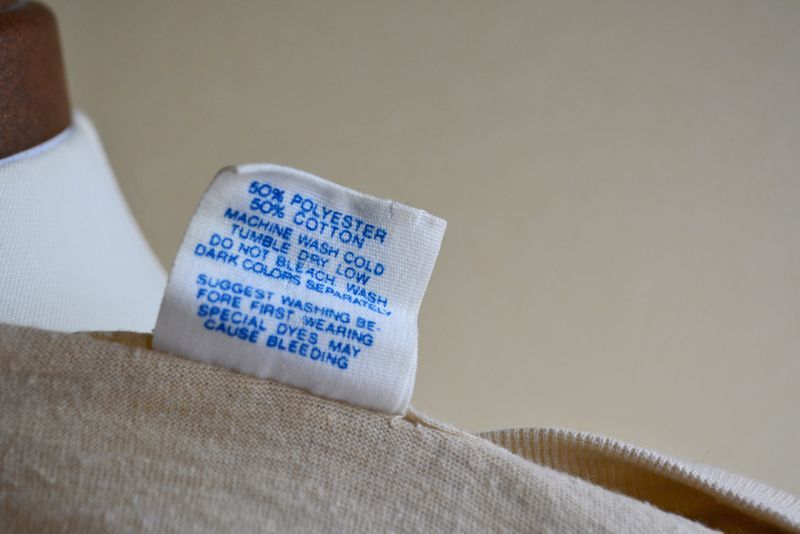 50% POLYESTER
50% COTTON
MACHINE WASH COLD
TUMBLE DRY LOW
DO NOT BLEACH WASH
DARK COLORS SEPARATELY
SUGGEST WASHING BE-
FORE FIRST WEARING
SPECIAL DYES MAY
CAUSE BLEEDING